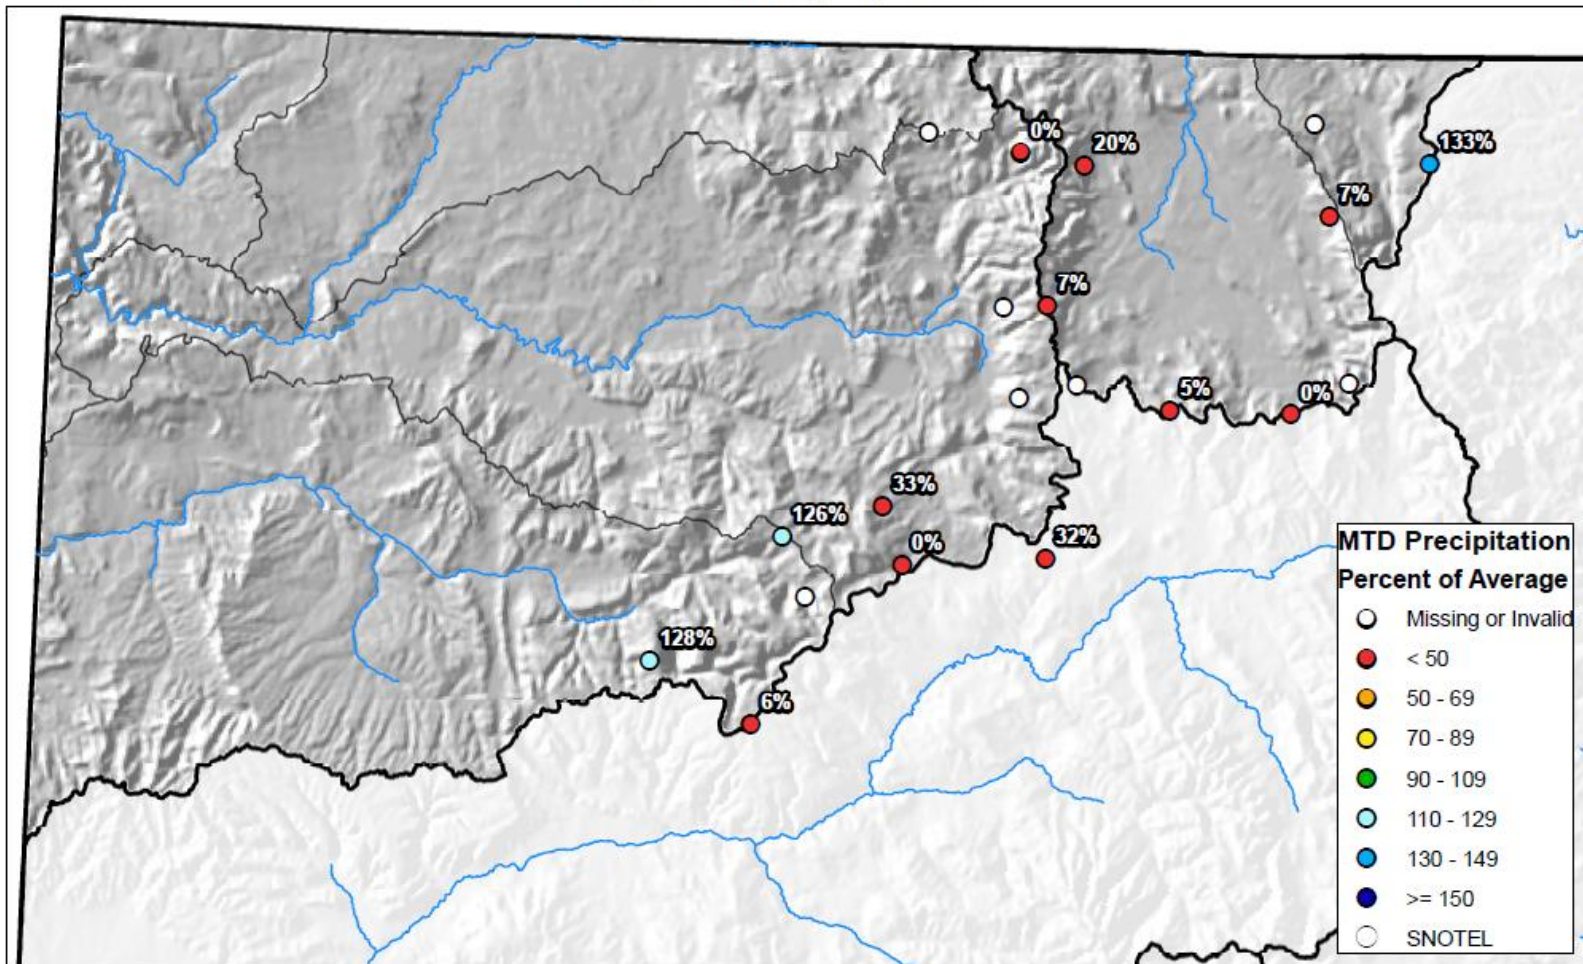 0%
20%
133%
7%
7%
5%
0%
33%
126%
0%
32%
128%
6%
MTD Precipitation
Percent of Average
Missing or Invalid
< 50
50 - 69
70 - 89
90 - 109
110 - 129
130 - 149
>= 150
SNOTEL